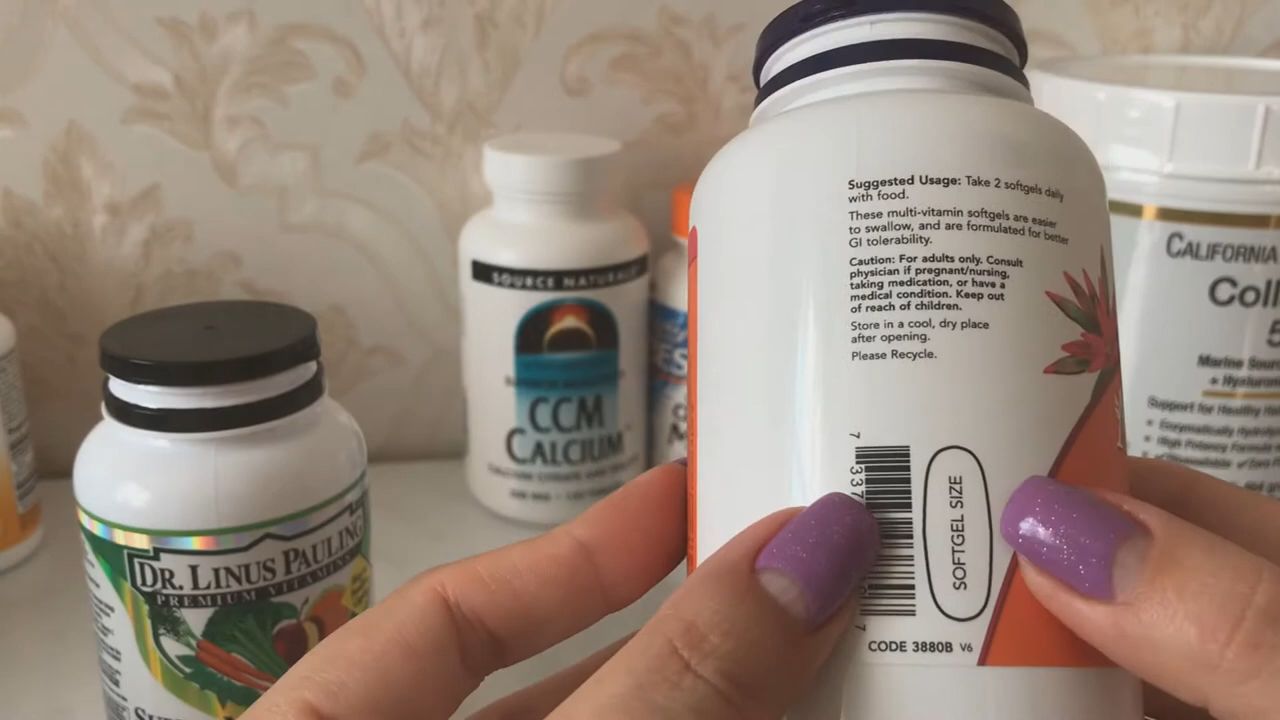 Suggested Usage: Take 2 softgels daily
with food.
These multi-vitamin softgels are easier
to swallow, and are formulated for better
GI tolerability.
Caution: For adults only. Consult
physician if pregnant/nursing,
taking medication, or have a
medical condition. Keep out
of reach of children.
Store in a cool, dry place
after opening.
Please Recycle.
SOFTGEL SIZE
CODE 3880B V6
SOURCE NATURALS
CCM
CALCIUM
DR. LINUS PAULING
PREMIUM VITAMINS
CALIFORNIA
Marine
Support for Healthy